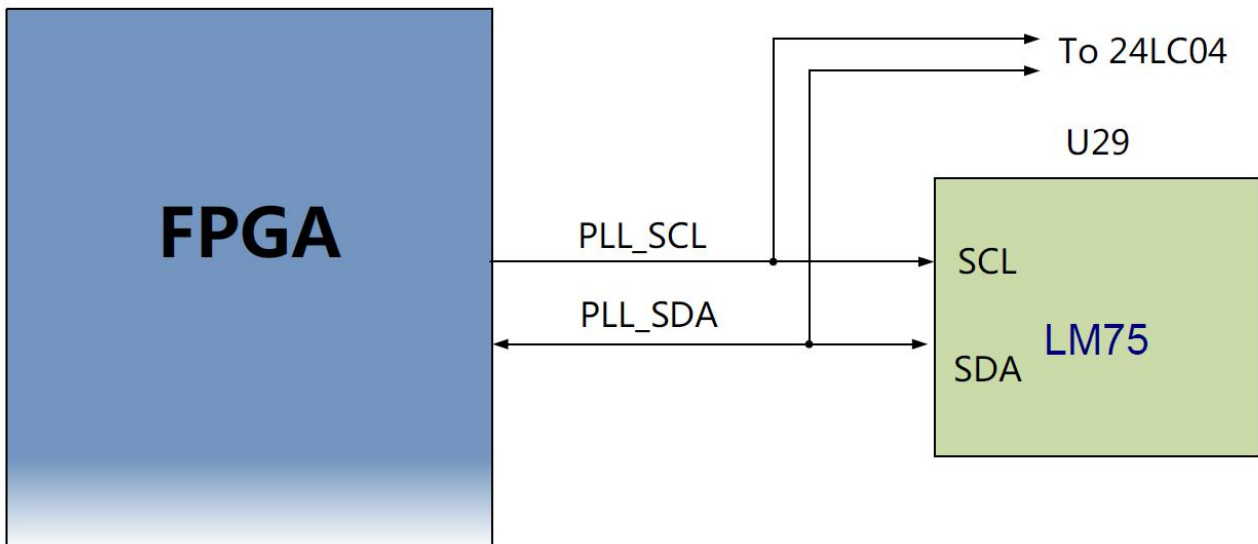 To 24LC04
U29
FPGA
PLL_SCL
SCL
PLL_SDA
LM75
SDA